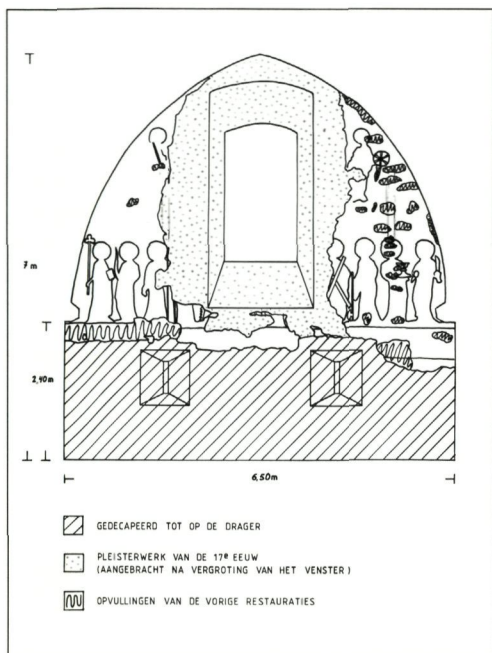 7 m
2,40m
6,50m
GEDECAPEERD TOT OP DE DRAGER
PLEISTERWERK VAN DE 17e EEUW
(AANGEBRACHT NA VERGROTING VAN HET VENSTER)
OPVULLINGEN VAN DE VORIGE RESTAURATIES